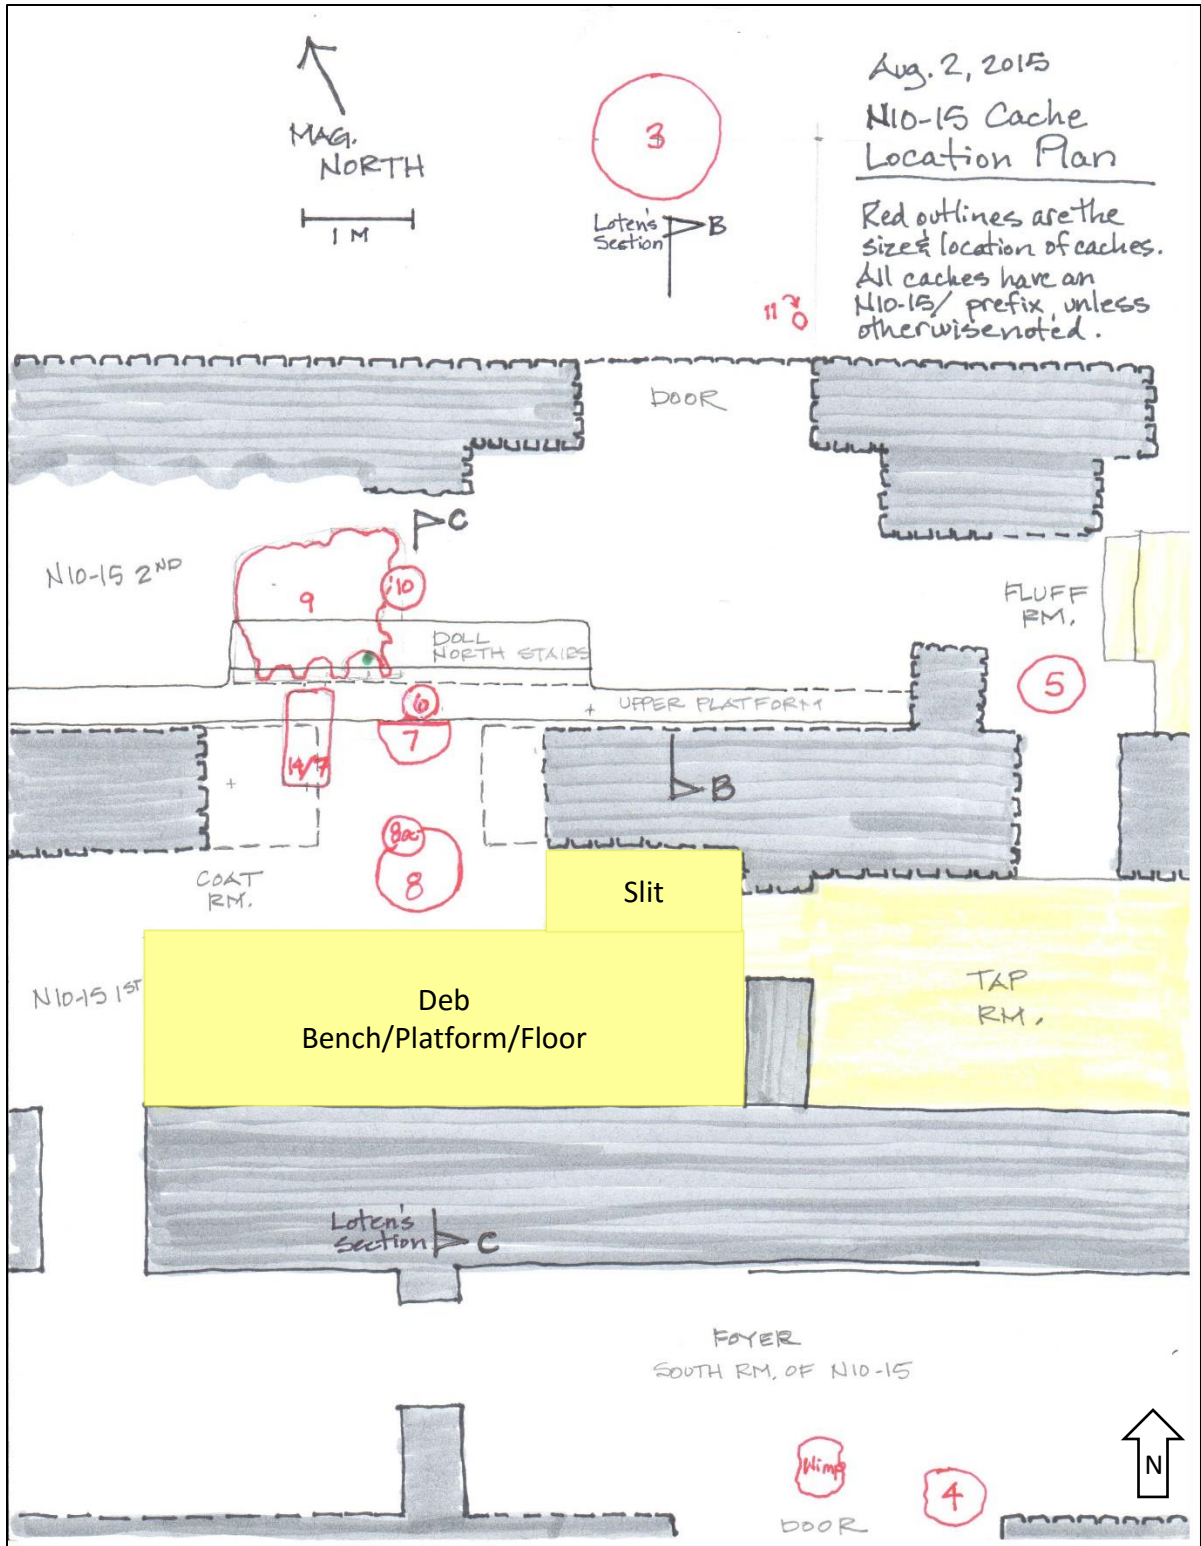 Aug. 2, 2015
N10-15 Cache
Location Plan
Red outlines are the
size & location of caches.
All caches have an
N10-15/ prefix, unless
otherwise noted.
MAG.
NORTH
1 M
3
Loten's
Section
B
11
DOOR
C
N10-15 2ND
9
10
DOLL
NORTH STAIRS
FLUFF
RM.
5
6
UPPER PLATFORM
7
14/7
B
8a
8
COAT
RM.
Slit
N10-15 1ST
Deb
Bench/Platform/Floor
TAP
RM.
Loten's
Section
C
FOYER
SOUTH RM. OF N10-15
Wimp
4
DOOR
N